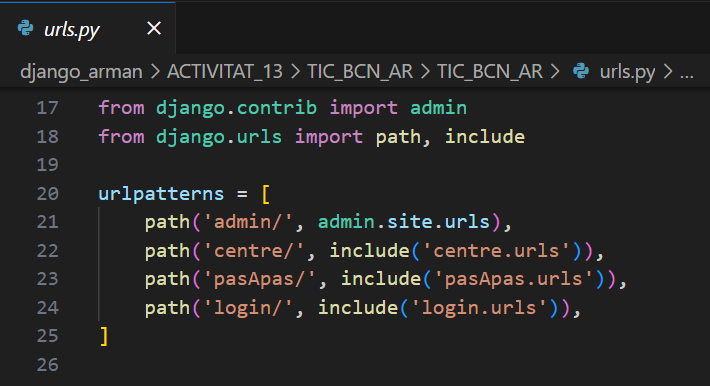 urls.py ×
django_arman > ACTIVITAT_13 > TIC_BCN_AR > TIC_BCN_AR > urls.py > ...
17 from django.contrib import admin
18 from django.urls import path, include
19
20 urlpatterns = [
21     path('admin/', admin.site.urls),
22     path('centre/', include('centre.urls')),
23     path('pasApas/', include('pasApas.urls')),
24     path('login/', include('login.urls')),
25 ]
26